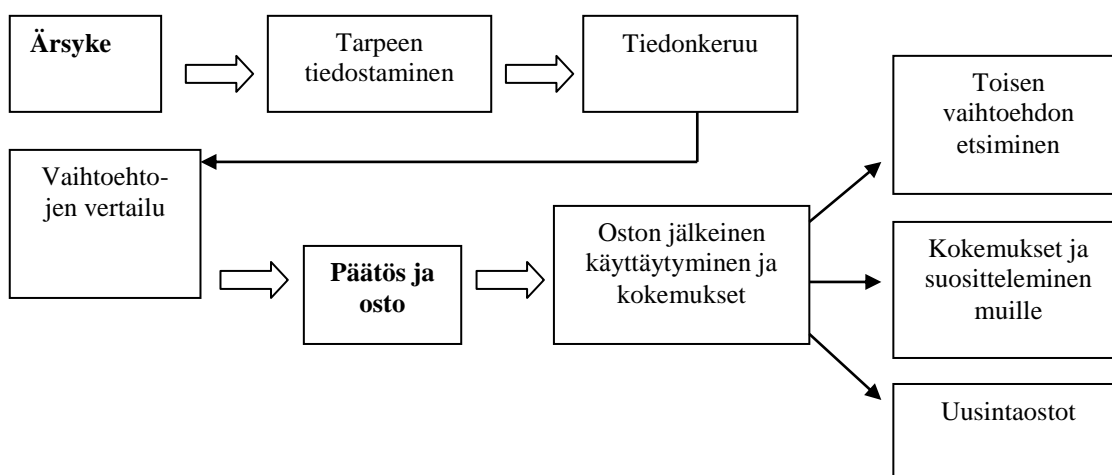 Ärsyke
Tarpeen
tiedostaminen
Tiedonkeruu
Vaihtoehto-
jen vertailu
Päätös ja
osto
Oston jälkeinen
käyttäytyminen ja
kokemukset
Toisen
vaihtoehdon
etsiminen
Kokemukset ja
suositteleminen
muille
Uusintaostot